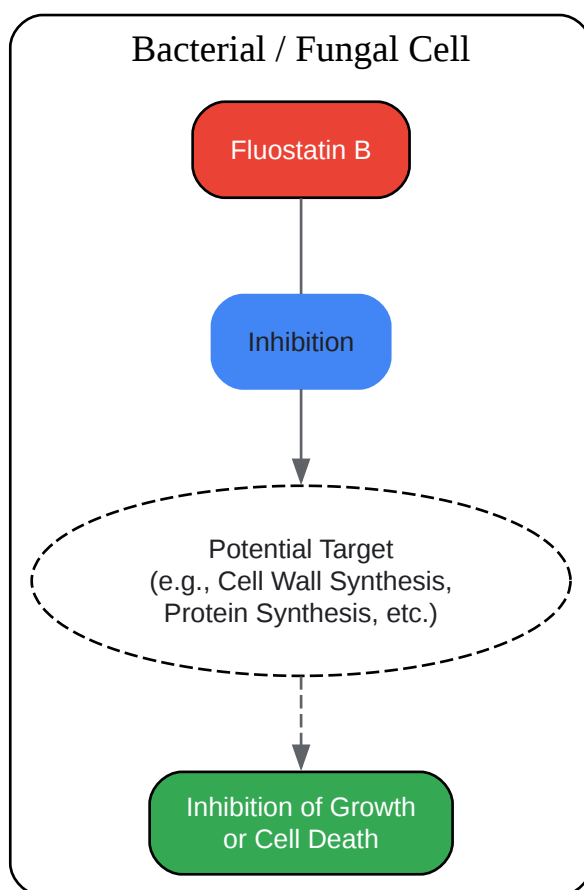 Bacterial / Fungal Cell
Fluostatin B
Inhibition
Potential Target
(e.g., Cell Wall Synthesis,
Protein Synthesis, etc.)
Inhibition of Growth
or Cell Death